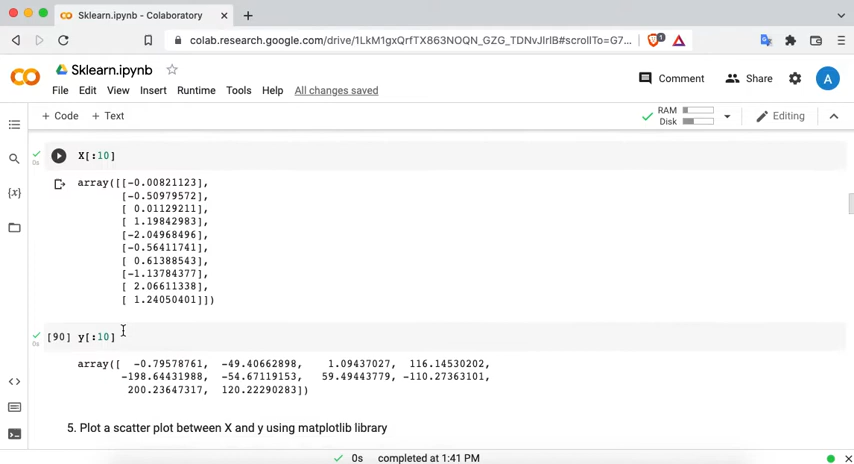 Sklearn.ipynb - Colaboratory
colab.research.google.com/drive/1LkM1gxQrfTX863NOQN_GZG_TDNvJIrlB#scrollTo=G7...
Sklearn.ipynb
Comment Share A
File Edit View Insert Runtime Tools Help All changes saved
+ Code + Text RAM Disk Editing
X[:10]
0s
array([[-0.00821123],
[-0.50979572],
[ 0.01129211],
[ 1.19842983],
[-2.04968496],
[-0.56411741],
[ 0.61388543],
[-1.13784377],
[ 2.06611338],
[ 1.24050401]])
[90] y[:10]
0s
array([ -0.79578761, -49.40662898, 1.09437027, 116.14530202,
-198.64431988, -54.67119153, 59.49443779, -110.27363101,
200.23647317, 120.22290283])
5. Plot a scatter plot between X and y using matplotlib library
0s completed at 1:41 PM